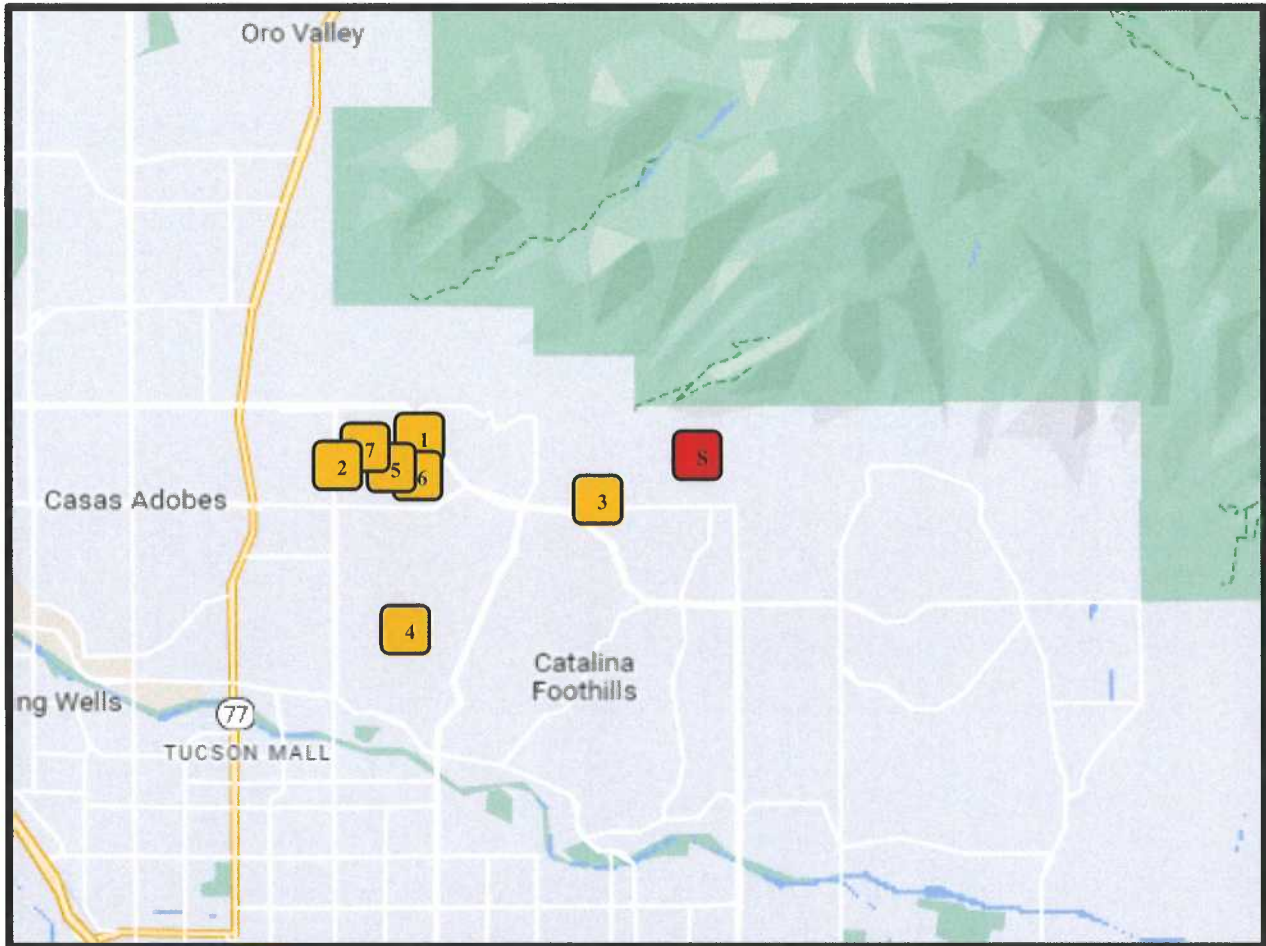 Oro Valley
1
7
S
2
5
6
3
Casas Adobes
4
Catalina
Foothills
ng Wells
77
TUCSON MALL